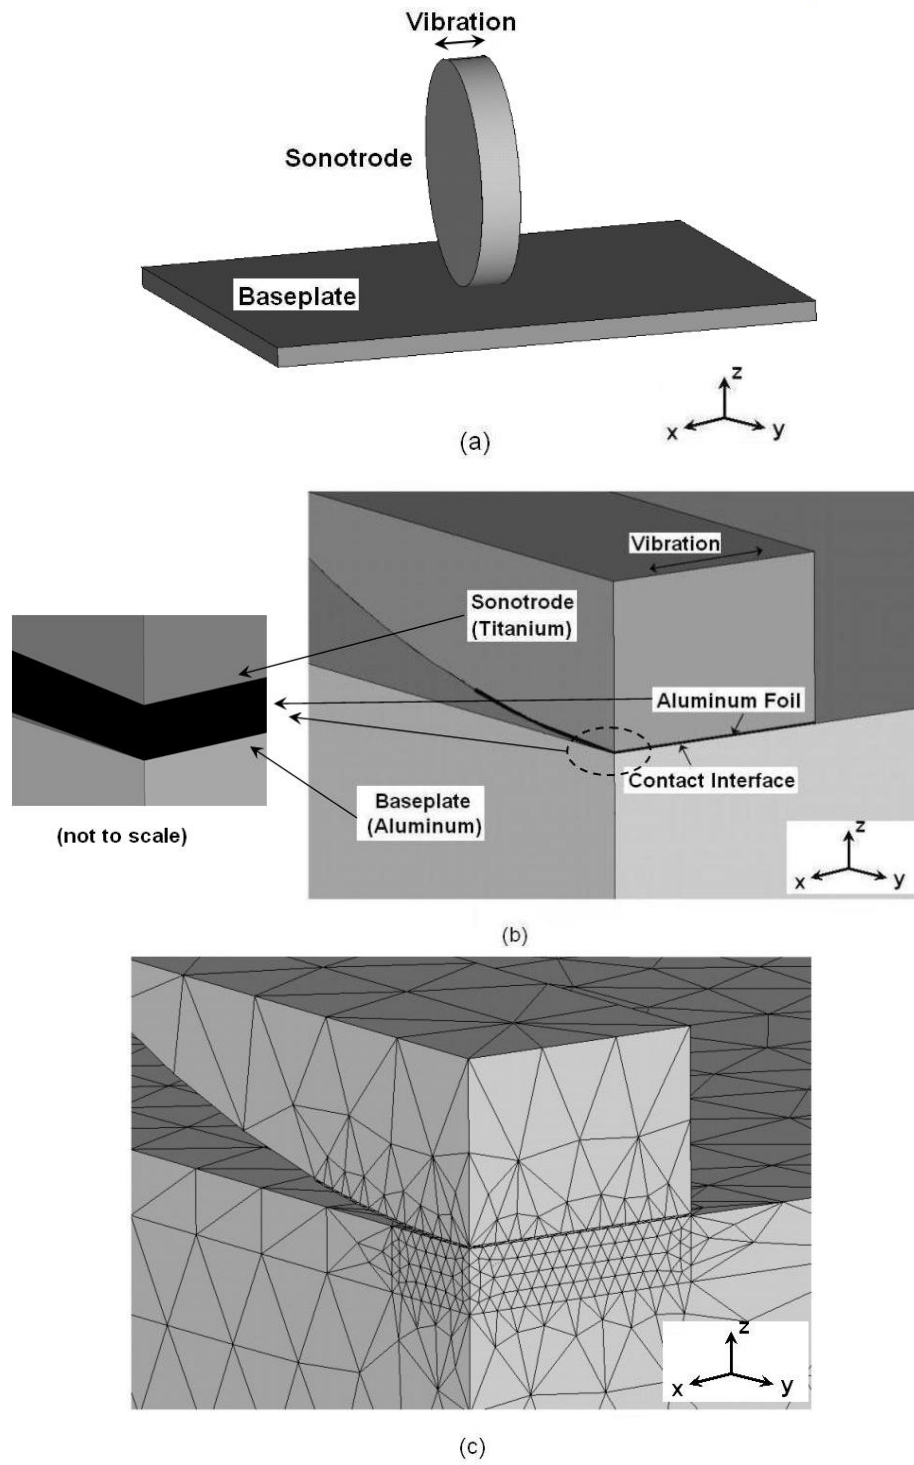 Vibration
Sonotrode
Baseplate
z
x
y
(a)
Vibration
Sonotrode
(Titanium)
Aluminum Foil
Contact Interface
Baseplate
(Aluminum)
(not to scale)
z
x
y
(b)
z
x
y
(c)